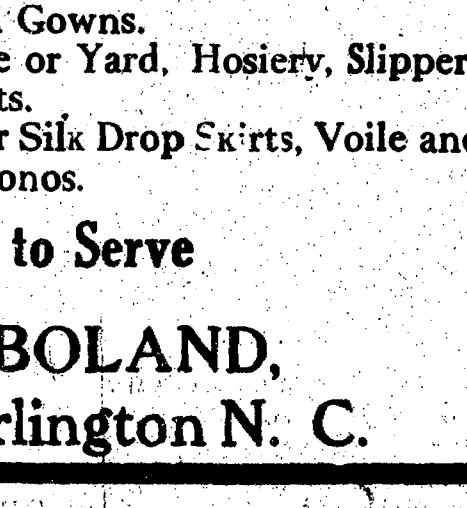 Gowns.
e or Yard, Hosiery, Slipper
ts.
r Silk Drop Skirts, Voile and
onos.
to Serve
BOLAND,
rlington N. C.